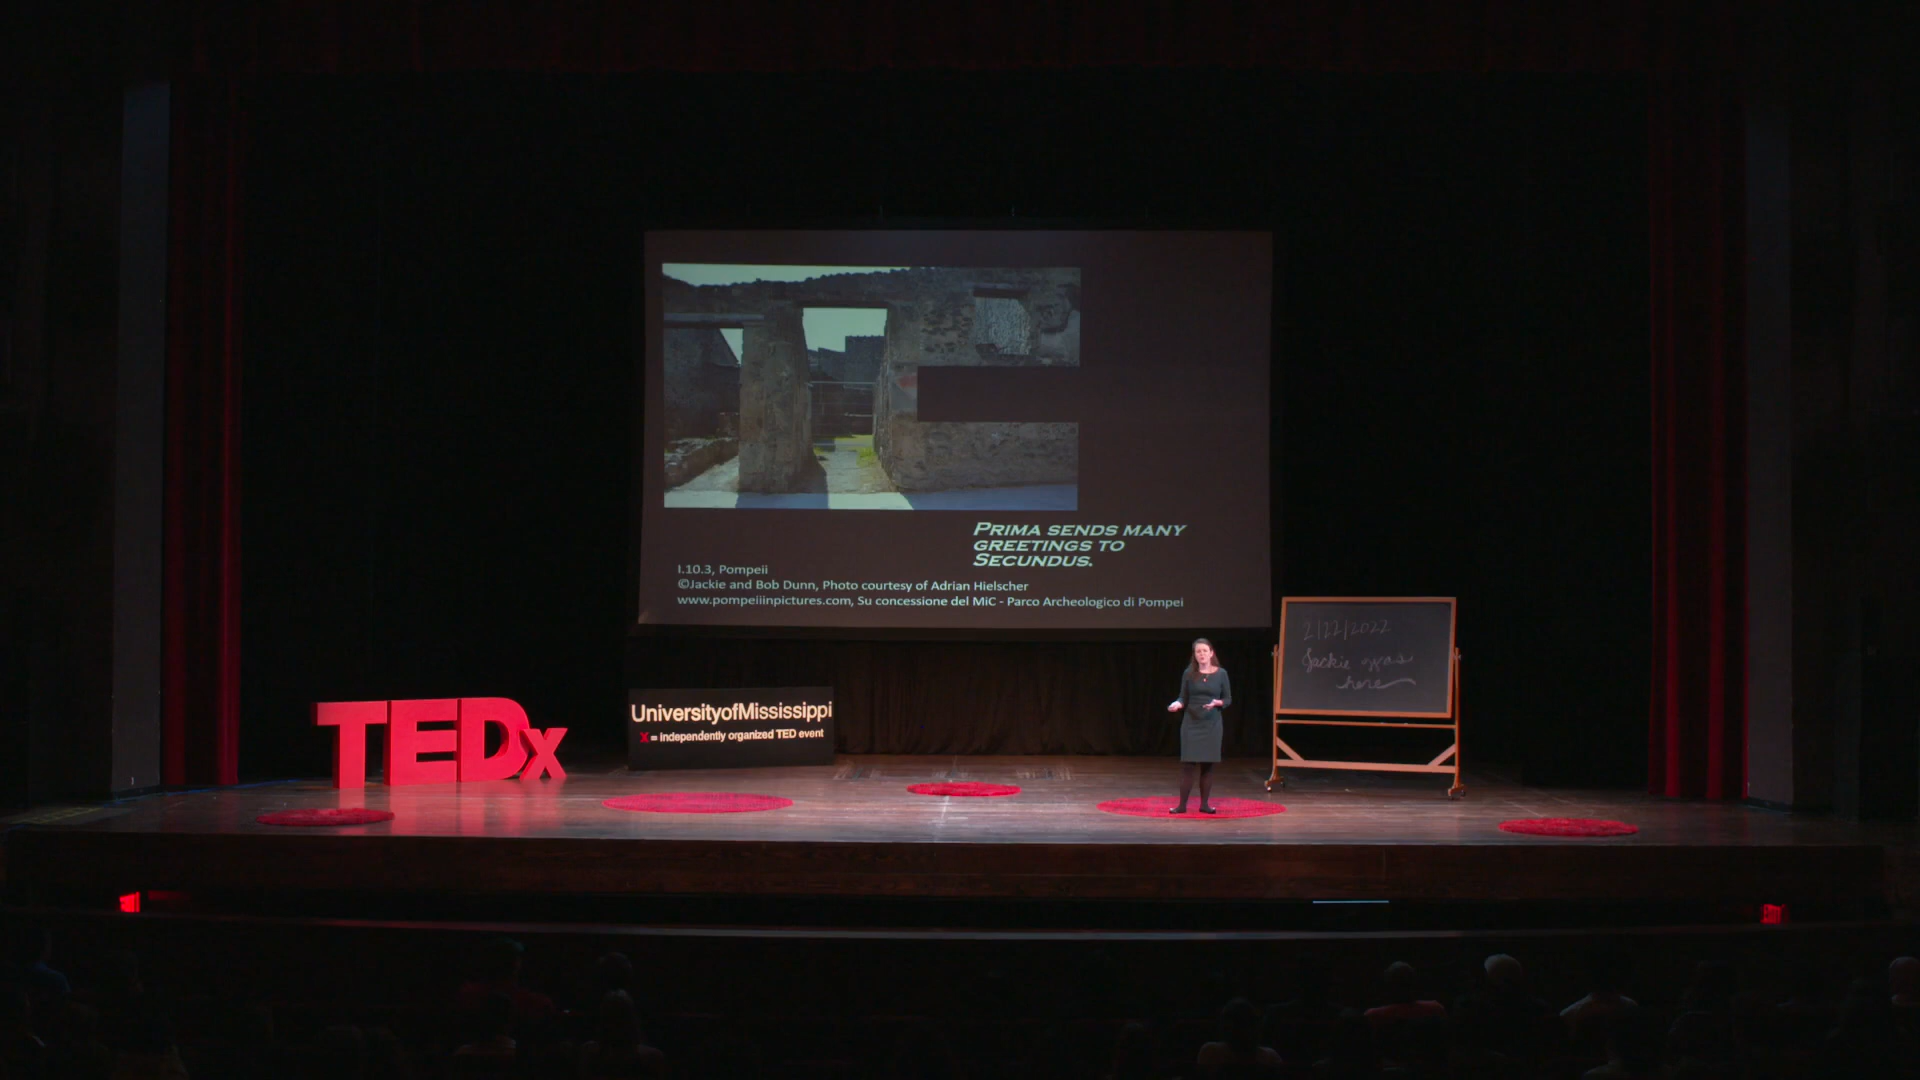 PRIMA SENDS MANY
GREETINGS TO
SECUNDUS.
I.10.3, Pompeii
©Jackie and Bob Dunn, Photo courtesy of Adrian Hielscher
www.pompeiiinpictures.com, Su concessione del MiC - Parco Archeologico di Pompei
2/22/2022
Jackie was
here
TEDx
UniversityofMississippi
x = independently organized TED event